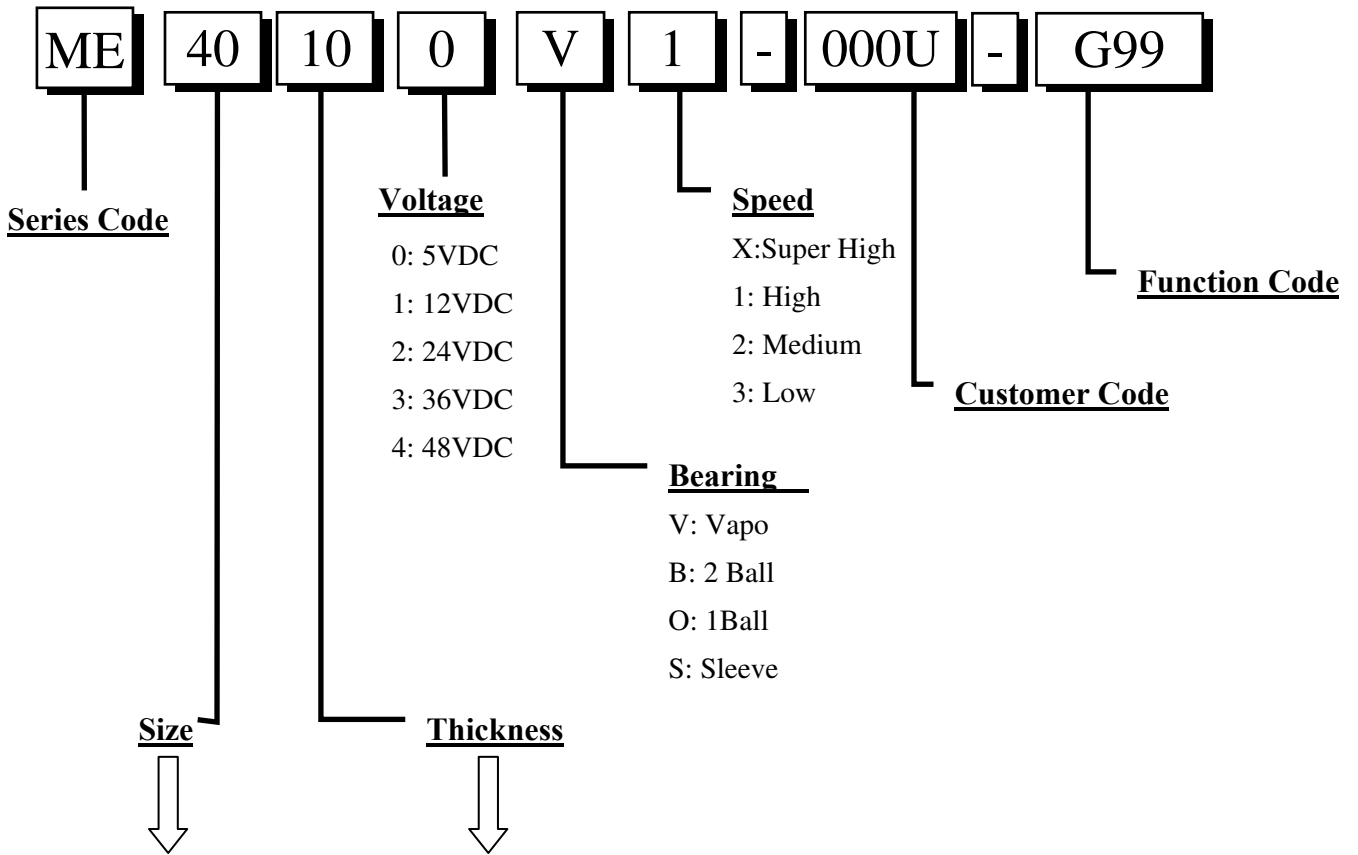 ME 40 10 0 V 1 - 000U - G99
Series Code
Voltage
0: 5VDC
1: 12VDC
2: 24VDC
3: 36VDC
4: 48VDC
Speed
X:Super High
1: High
2: Medium
3: Low
Function Code
Customer Code
Bearing
V: Vapo
B: 2 Ball
O: 1Ball
S: Sleeve
Size
Thickness